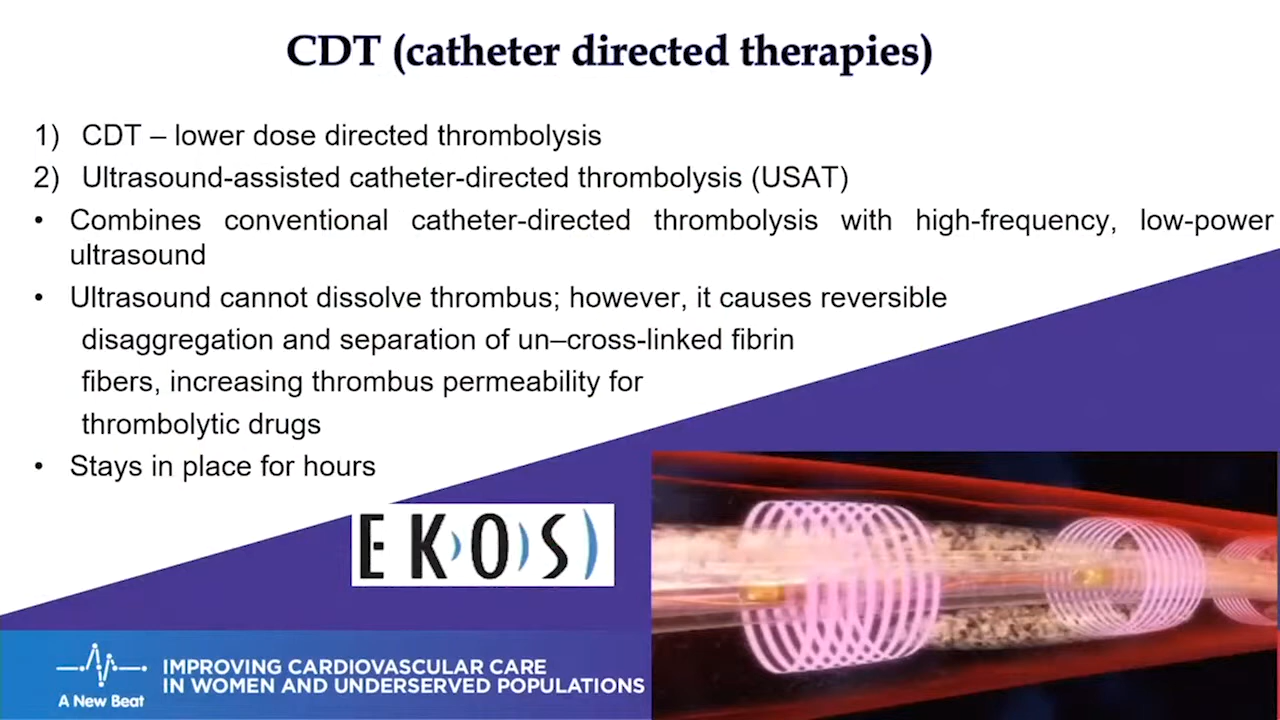 CDT (catheter directed therapies)
1) CDT – lower dose directed thrombolysis
2) Ultrasound-assisted catheter-directed thrombolysis (USAT)
• Combines conventional catheter-directed thrombolysis with high-frequency, low-power
ultrasound
• Ultrasound cannot dissolve thrombus; however, it causes reversible
disaggregation and separation of un–cross-linked fibrin
fibers, increasing thrombus permeability for
thrombolytic drugs
• Stays in place for hours
EKOS
A New Beat
IMPROVING CARDIOVASCULAR CARE
IN WOMEN AND UNDERSERVED POPULATIONS